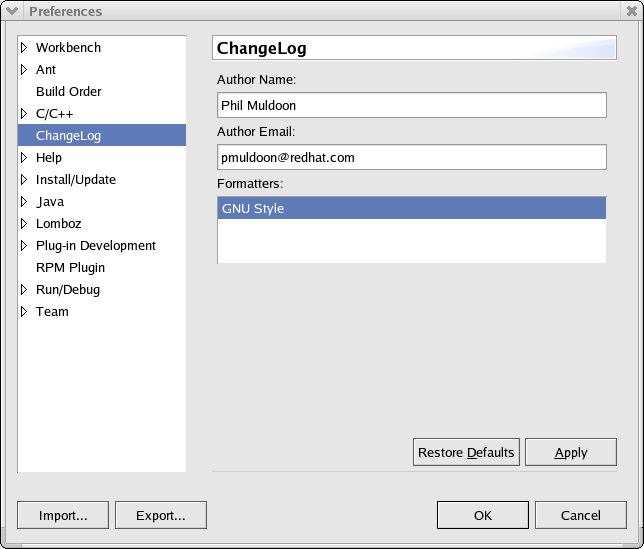 Preferences
Workbench
Ant
Build Order
C/C++
ChangeLog
Help
Install/Update
Java
Lomboz
Plug-in Development
RPM Plugin
Run/Debug
Team
ChangeLog
Author Name:
Phil Muldoon
Author Email:
pmuldoon@redhat.com
Formatters:
GNU Style
Restore Defaults
Apply
Import...
Export...
OK
Cancel